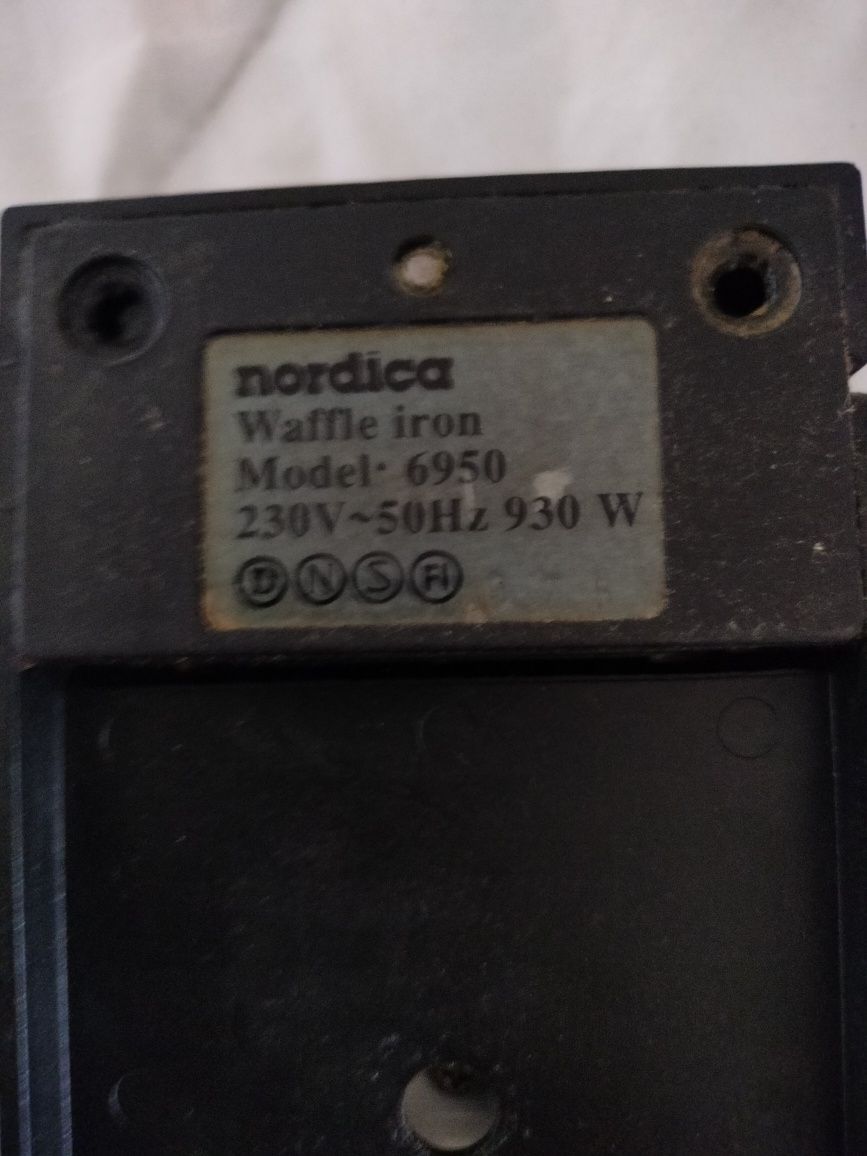 nordica
Waffle iron
Model· 6950
230V~50Hz 930 W
D N S FI